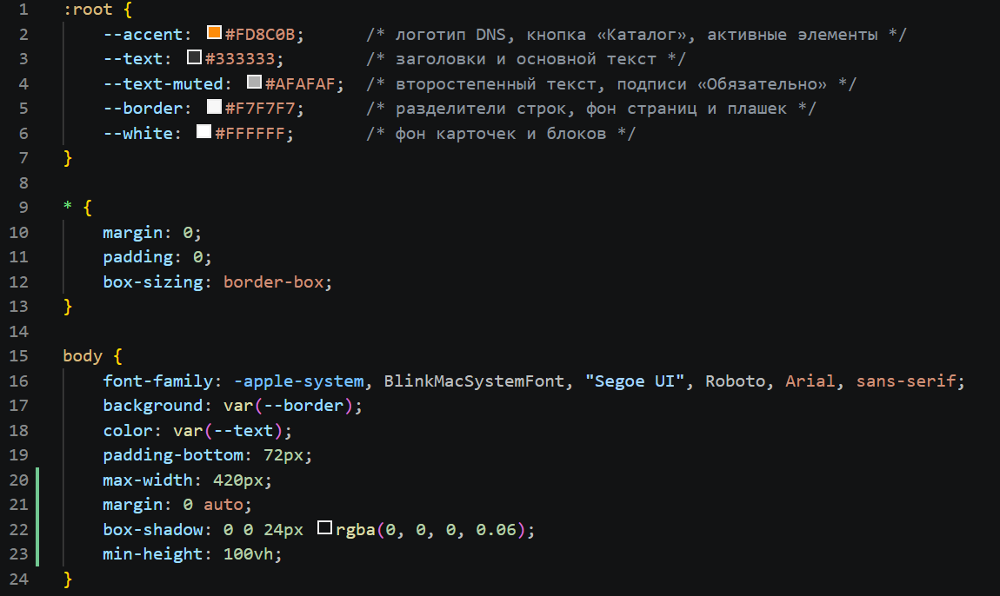 1 :root {
2 --accent: #FD8C0B; /* логотип DNS, кнопка «Каталог», активные элементы */
3 --text: #333333; /* заголовки и основной текст */
4 --text-muted: #AFAFAF; /* второстепенный текст, подписи «Обязательно» */
5 --border: #F7F7F7; /* разделители строк, фон страниц и плашек */
6 --white: #FFFFFF; /* фон карточек и блоков */
7 }
8
9 * {
10 margin: 0;
11 padding: 0;
12 box-sizing: border-box;
13 }
14
15 body {
16 font-family: -apple-system, BlinkMacSystemFont, "Segoe UI", Roboto, Arial, sans-serif;
17 background: var(--border);
18 color: var(--text);
19 padding-bottom: 72px;
20 max-width: 420px;
21 margin: 0 auto;
22 box-shadow: 0 0 24px rgba(0, 0, 0, 0.06);
23 min-height: 100vh;
24 }